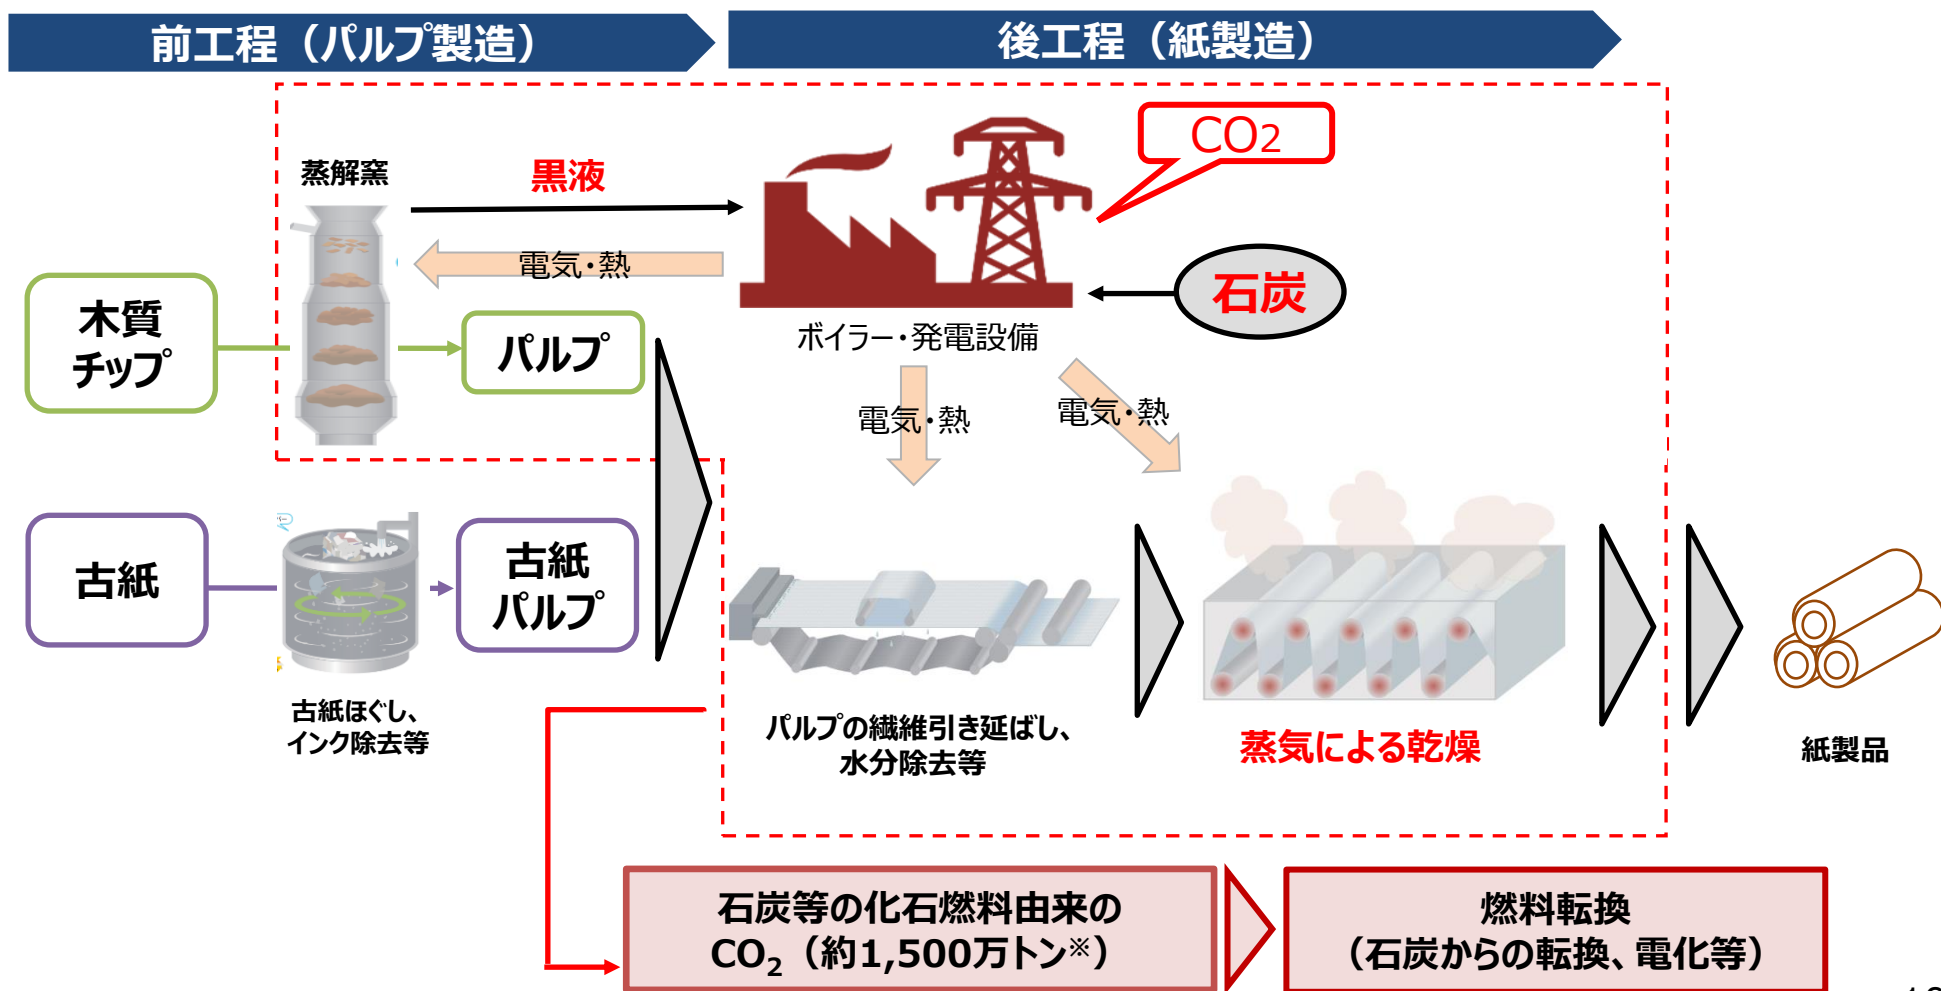 前工程（パルプ製造）
後工程（紙製造）
CO2
蒸解窯
黒液
電気・熱
石炭
木質
チップ
パルプ
ボイラー・発電設備
電気・熱
電気・熱
古紙
古紙
パルプ
古紙ほぐし、
インク除去等
パルプの繊維引き延ばし、
水分除去等
蒸気による乾燥
紙製品
石炭等の化石燃料由来の
CO₂（約1,500万トン※）
燃料転換
（石炭からの転換、電化等）